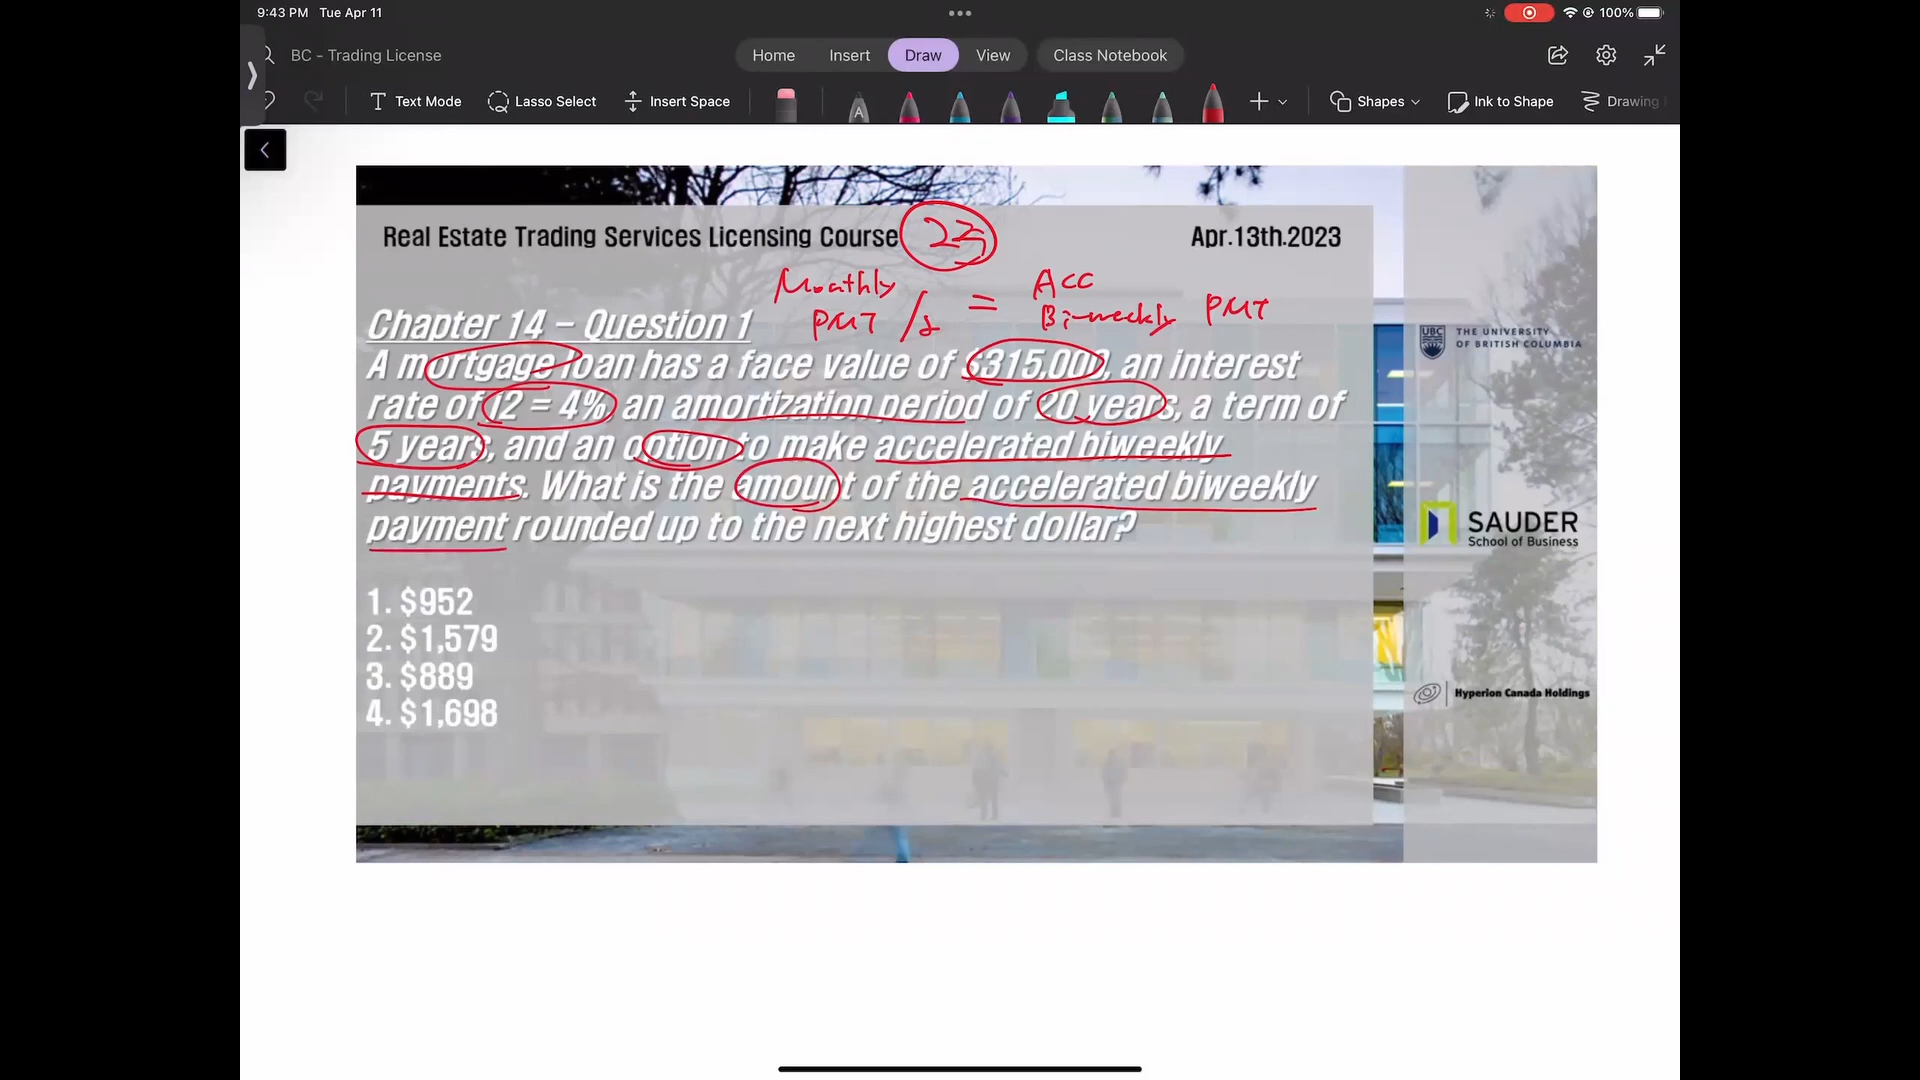 9:43 PM Tue Apr 11
100%
BC - Trading License
Home Insert Draw View Class Notebook
Text Mode Lasso Select Insert Space
A
Shapes Ink to Shape Drawing
Real Estate Trading Services Licensing Course 23
Apr.13th.2023
Monthly PMT /2 = Acc Bi-weekly PMT
Chapter 14 – Question 1
A mortgage loan has a face value of $315,000, an interest
rate of j2 = 4%, an amortization period of 20 years, a term of
5 years, and an option to make accelerated biweekly
payments. What is the amount of the accelerated biweekly
payment rounded up to the next highest dollar?
1. $952
2. $1,579
3. $889
4. $1,698
UBC
THE UNIVERSITY
OF BRITISH COLUMBIA
SAUDER
School of Business
Hyperion Canada Holdings